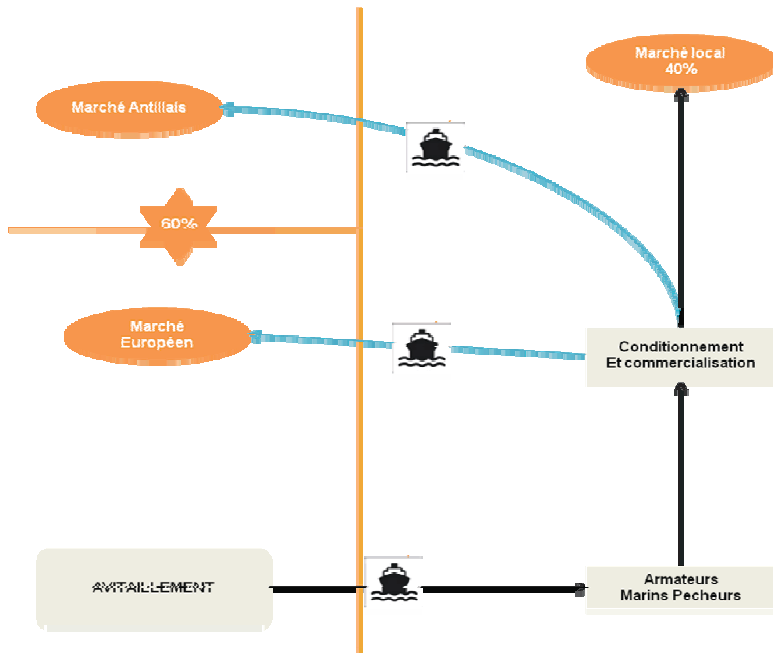 Marché local
40%
Marché Antillais
60%
Marché
Européen
Conditionnement
Et commercialisation
AVITAILLEMENT
Armateurs
Marins Pecheurs